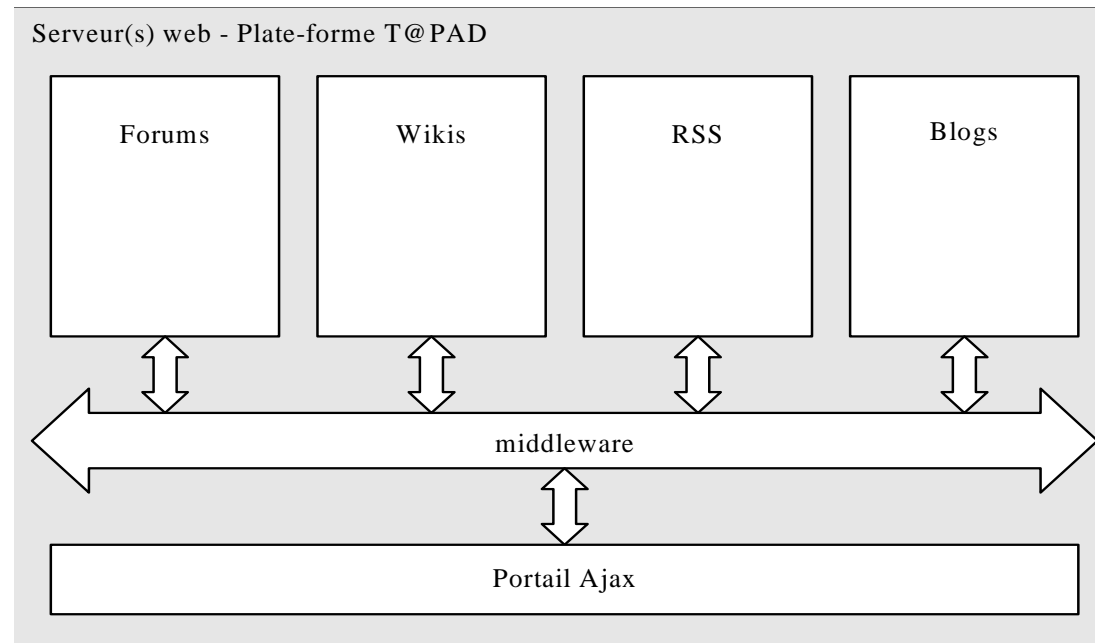 Serveur(s) web - Plate-forme T@PAD
Forums
Wikis
RSS
Blogs
middleware
Portail Ajax